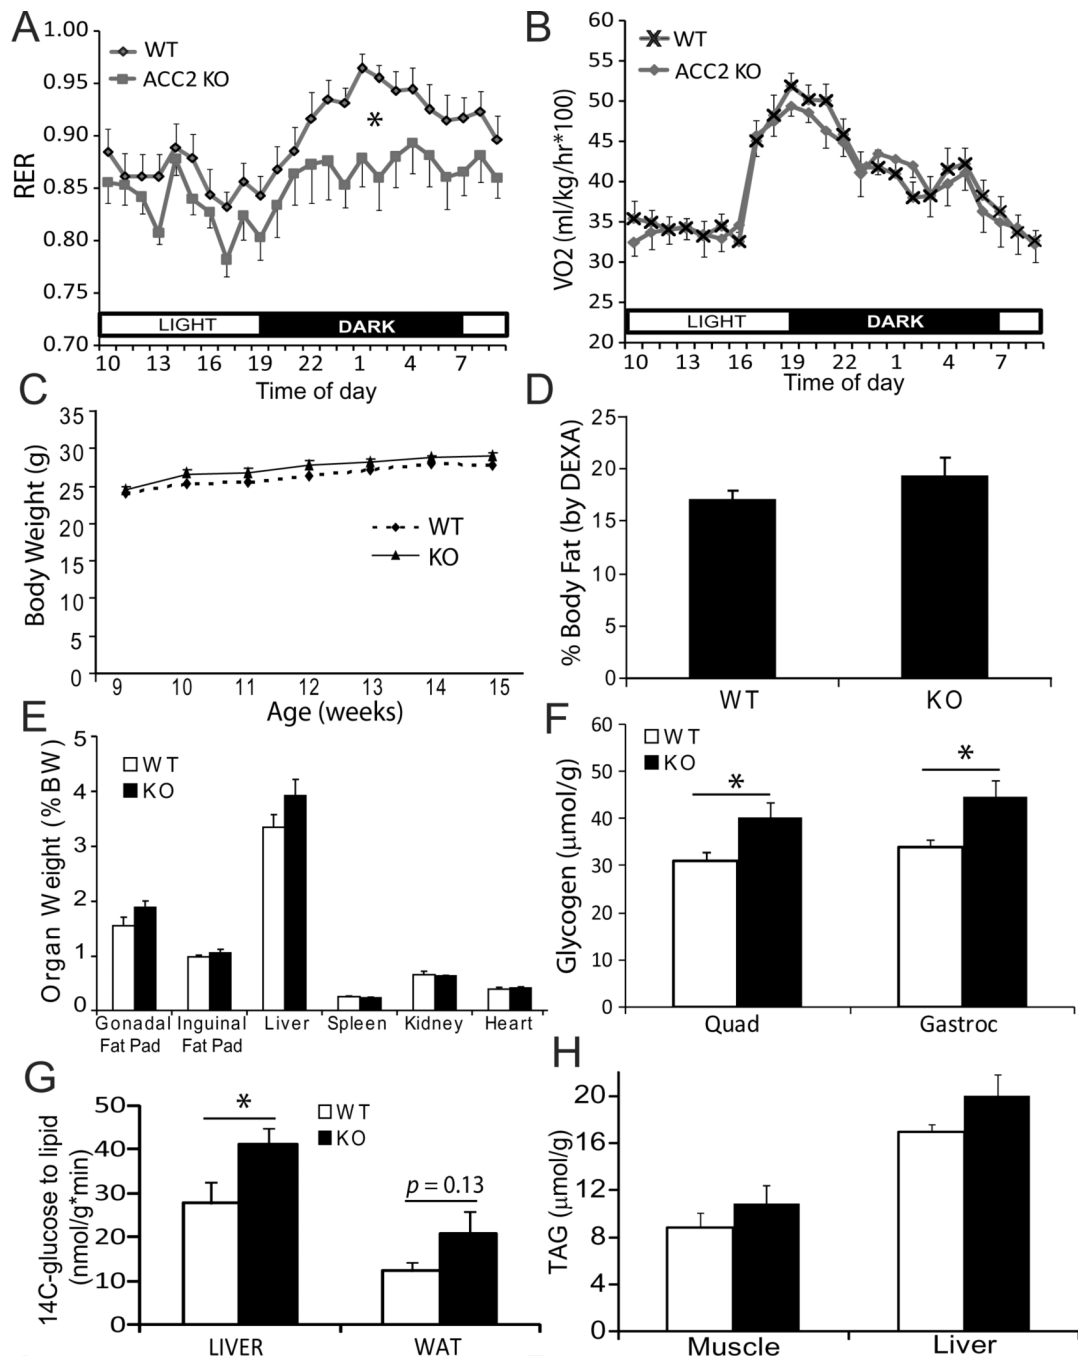 A
RER
1.00
0.95
0.90
0.85
0.80
0.75
0.70
WT
ACC2 KO
*
LIGHT
DARK
10 13 16 19 22 1 4 7
Time of day
B
VO2 (ml/kg/hr*100)
60
55
50
45
40
35
30
25
20
WT
ACC2 KO
LIGHT
DARK
10 13 16 19 22 1 4 7
Time of day
C
Body Weight (g)
35
30
25
20
15
10
5
0
WT
KO
9 10 11 12 13 14 15
Age (weeks)
D
% Body Fat (by DEXA)
25
20
15
10
5
0
WT KO
E
Organ Weight (% BW)
5
4
3
2
1
0
WT
KO
Gonadal Inguinal Liver Spleen Kidney Heart
Fat Pad Fat Pad
F
Glycogen (µmol/g)
60
50
40
30
20
10
0
WT
KO
* *
Quad Gastroc
G
14C-glucose to lipid
(nmol/g*min)
50
40
30
20
10
0
WT
KO
*
p = 0.13
LIVER WAT
H
TAG (µmol/g)
20
16
12
8
4
0
Muscle Liver